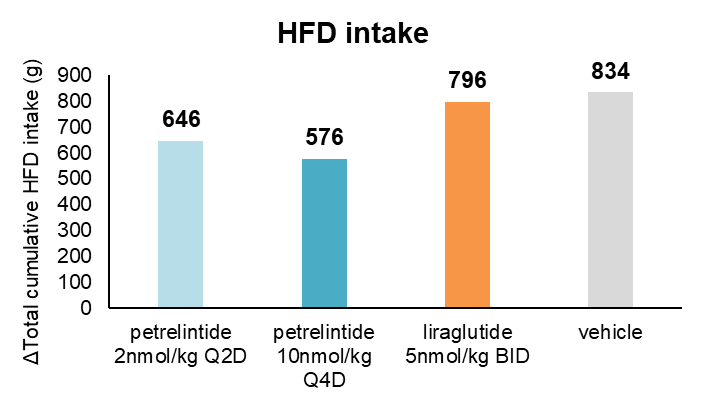 HFD intake
ΔTotal cumulative HFD intake (g)
900
800
700
600
500
400
300
200
100
0
646
576
796
834
petrelintide
2nmol/kg Q2D
petrelintide
10nmol/kg
Q4D
liraglutide
5nmol/kg BID
vehicle